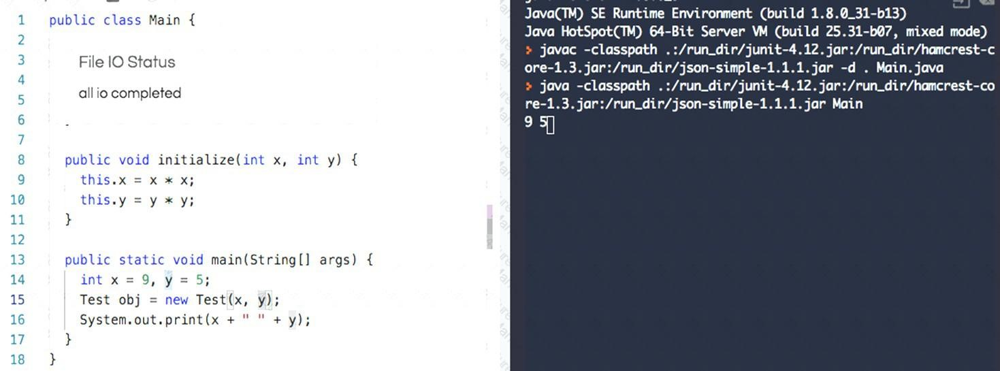 1 public class Main {
2
3 File IO Status
4
all io completed
5
6 -
7
8 public void initialize(int x, int y) {
9 this.x = x * x;
10 this.y = y * y;
11 }
12
13 public static void main(String[] args) {
14 int x = 9, y = 5;
15 Test obj = new Test(x, y);
16 System.out.print(x + " " + y);
17 }
18 }
Java(TM) SE Runtime Environment (build 1.8.0_31-b13)
Java HotSpot(TM) 64-Bit Server VM (build 25.31-b07, mixed mode)
> javac -classpath .:/run_dir/junit-4.12.jar:/run_dir/hamcrest-c
ore-1.3.jar:/run_dir/json-simple-1.1.1.jar -d . Main.java
> java -classpath .:/run_dir/junit-4.12.jar:/run_dir/hamcrest-co
re-1.3.jar:/run_dir/json-simple-1.1.1.jar Main
9 5